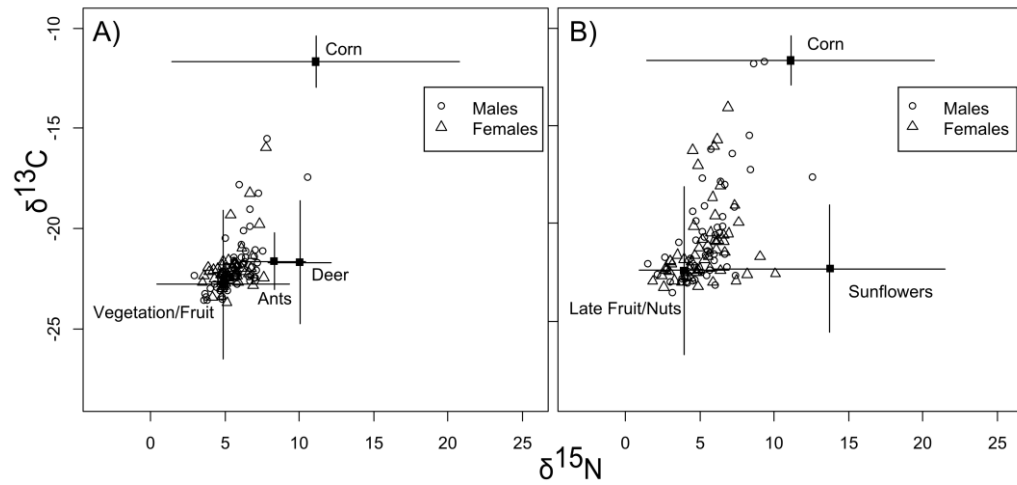 A)
Corn
Males
Females
Deer
Ants
Vegetation/Fruit
B)
Corn
Males
Females
Sunflowers
Late Fruit/Nuts
-10
-15
-20
-25
δ13C
0 5 10 15 20 25
0 5 10 15 20 25
δ15N